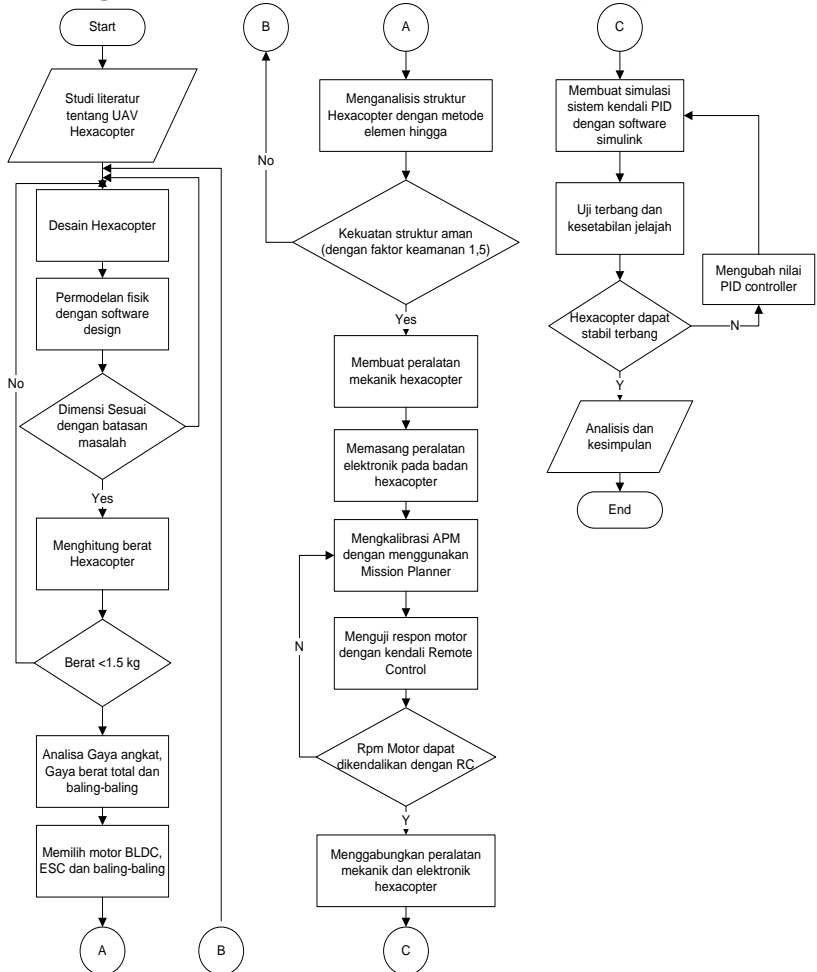 Start
Studi literatur
tentang UAV
Hexacopter
Desain Hexacopter
Permodelan fisik
dengan software
design
No
Dimensi Sesuai
dengan batasan
masalah
Yes
Menghitung berat
Hexacopter
Berat <1.5 kg
Analisa Gaya angkat,
Gaya berat total dan
baling-baling
Memilih motor BLDC,
ESC dan baling-baling
A
B
B
No
A
Menganalisis struktur
Hexacopter dengan metode
elemen hingga
Kekuatan struktur aman
(dengan faktor keamanan 1,5)
Yes
Membuat peralatan
mekanik hexacopter
Memasang peralatan
elektronik pada badan
hexacopter
Mengkalibrasi APM
dengan menggunakan
Mission Planner
N
Menguji respon motor
dengan kendali Remote
Control
Rpm Motor dapat
dikendalikan dengan RC
Y
Menggabungkan peralatan
mekanik dan elektronik
hexacopter
C
C
Membuat simulasi
sistem kendali PID
dengan software
simulink
Uji terbang dan
kesetabilan jelajah
Mengubah nilai
PID controller
Hexacopter dapat
stabil terbang
N
Y
Analisis dan
kesimpulan
End